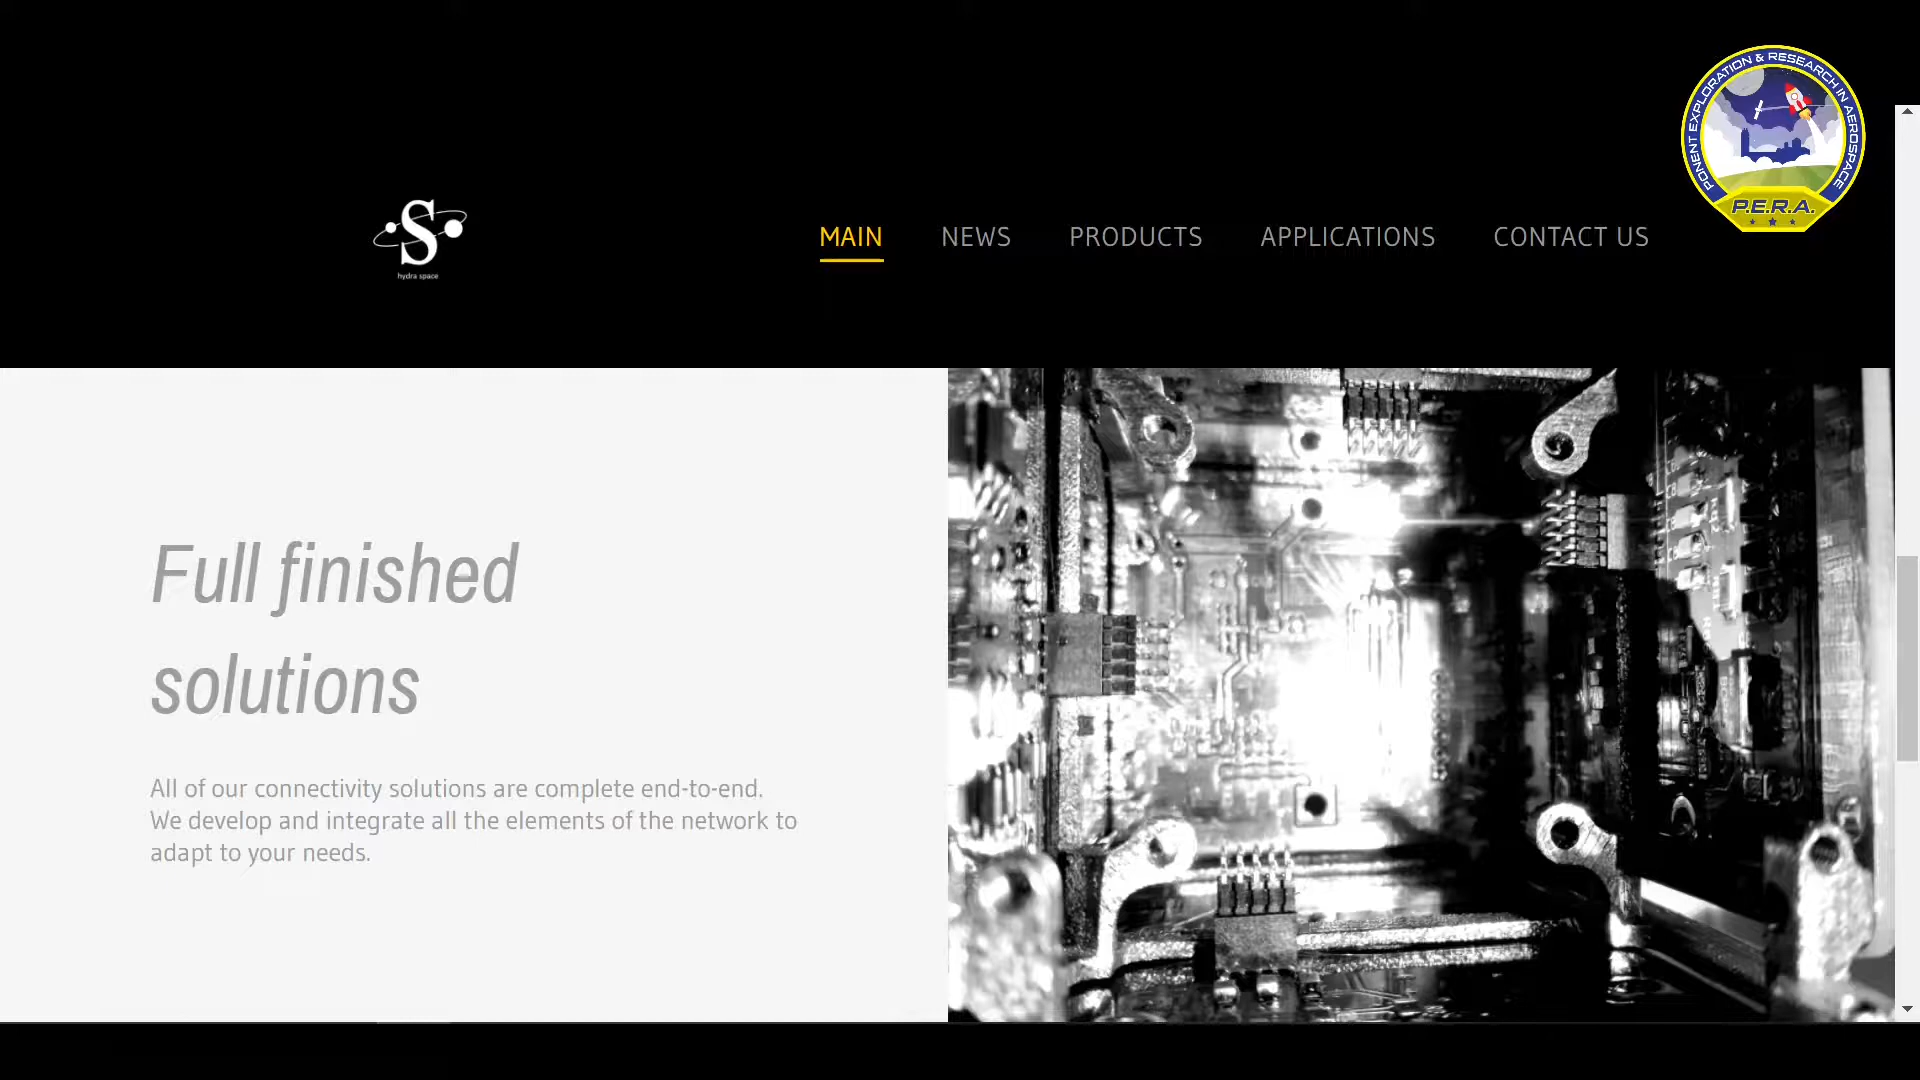 PONENT EXPLORATION & RESEARCH IN AEROSPACE
P.E.R.A.
S
hydra space
MAIN NEWS PRODUCTS APPLICATIONS CONTACT US
Full finished
solutions
All of our connectivity solutions are complete end-to-end.
We develop and integrate all the elements of the network to
adapt to your needs.